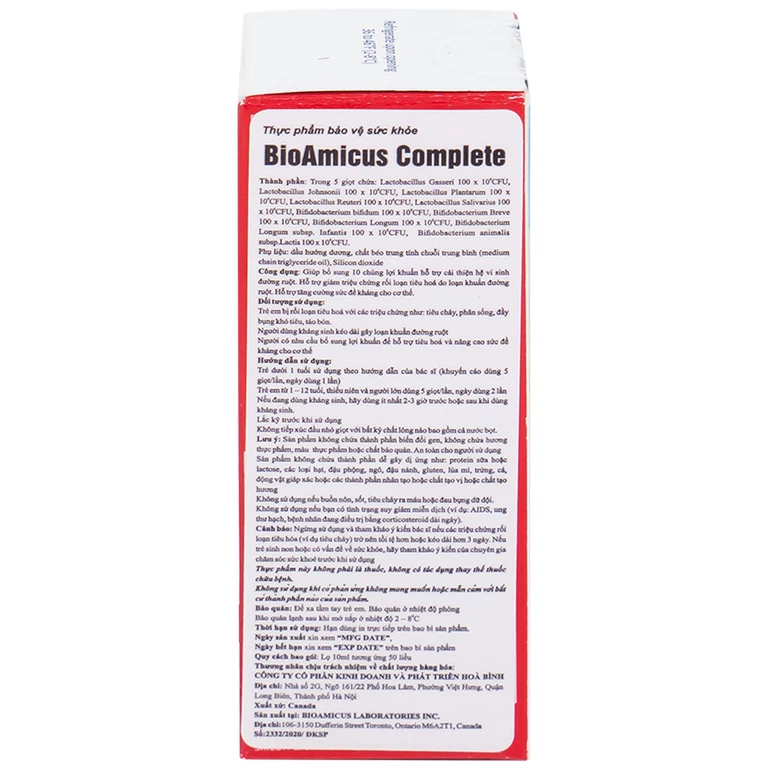 Refrigerate upon opening
36 to 46°F (2-8°C)
Thực phẩm bảo vệ sức khỏe
BioAmicus Complete
Thành phần: Trong 5 giọt chứa: Lactobacillus Gasseri 100 x 10⁶CFU,
Lactobacillus Johnsonii 100 x 10⁶CFU, Lactobacillus Plantarum 100 x
10⁶CFU, Lactobacillus Reuteri 100 x 10⁶CFU, Lactobacillus Salivarius 100
x 10⁶CFU, Bifidobacterium bifidum 100 x 10⁶CFU, Bifidobacterium Breve
100 x 10⁶CFU, Bifidobacterium Longum 100 x 10⁶CFU, Bifidobacterium
Longum subsp. Infantis 100 x 10⁶CFU, Bifidobacterium animalis
subsp.Lactis 100 x 10⁶CFU.
Phụ liệu: dầu hướng dương, chất béo trung tính chuỗi trung bình (medium
chain triglyceride oil), Silicon dioxide
Công dụng: Giúp bổ sung 10 chủng lợi khuẩn hỗ trợ cải thiện hệ vi sinh
đường ruột. Hỗ trợ giảm triệu chứng rối loạn tiêu hoá do loạn khuẩn đường
ruột. Hỗ trợ tăng cường sức đề kháng cho cơ thể.
Đối tượng sử dụng:
Trẻ em bị rối loạn tiêu hoá với các triệu chứng như: tiêu chảy, phân sống, đầy
bụng khó tiêu, táo bón.
Người dùng kháng sinh kéo dài gây loạn khuẩn đường ruột
Người có nhu cầu bổ sung lợi khuẩn để hỗ trợ tiêu hoá và nâng cao sức đề
kháng cho cơ thể
Hướng dẫn sử dụng:
Trẻ dưới 1 tuổi sử dụng theo hướng dẫn của bác sĩ (khuyến cáo dùng 5
giọt/lần, ngày dùng 1 lần)
Trẻ em từ 1 – 12 tuổi, thiếu niên và người lớn dùng 5 giọt/lần, ngày dùng 2 lần
Nếu đang dùng kháng sinh, hãy dùng ít nhất 2-3 giờ trước hoặc sau khi dùng
kháng sinh.
Lắc kỹ trước khi sử dụng
Không tiếp xúc đầu nhỏ giọt với bất kỳ chất lỏng nào bao gồm cả nước bọt.
Lưu ý: Sản phẩm không chứa thành phần biến đổi gen, không chứa hương
thực phẩm, màu thực phẩm hoặc chất bảo quản. An toàn cho người sử dụng
Sản phẩm không chứa thành phần dễ gây dị ứng như: protein sữa hoặc
lactose, các loại hạt, đậu phộng, ngô, đậu nành, gluten, lúa mì, trứng, cá,
động vật giáp xác hoặc các thành phần nhân tạo hoặc chất tạo vị hoặc chất tạo
hương
Không sử dụng nếu buồn nôn, sốt, tiêu chảy ra máu hoặc đau bụng dữ dội.
Không sử dụng nếu bạn có tình trạng suy giảm miễn dịch (ví dụ: AIDS, ung
thư hạch, bệnh nhân đang điều trị bằng corticosteroid dài ngày).
Cảnh báo: Ngừng sử dụng và tham khảo ý kiến bác sĩ nếu các triệu chứng rối
loạn tiêu hóa (ví dụ tiêu chảy) trở nên tồi tệ hơn hoặc kéo dài hơn 3 ngày. Nếu
trẻ sinh non hoặc có vấn đề về sức khỏe, hãy tham khảo ý kiến của chuyên gia
chăm sóc sức khoẻ trước khi sử dụng
Thực phẩm này không phải là thuốc, không có tác dụng thay thế thuốc
chữa bệnh.
Không sử dụng khi có phản ứng không mong muốn hoặc mẫn cảm với bất
cứ thành phần nào của sản phẩm.
Bảo quản: Để xa tầm tay trẻ em. Bảo quản ở nhiệt độ phòng
Bảo quản lạnh sau khi mở nắp ở nhiệt độ 2 – 8⁰C
Thời hạn sử dụng: Hạn dùng in trực tiếp trên bao bì sản phẩm.
Ngày sản xuất xin xem "MFG DATE",
Ngày hết hạn xin xem "EXP DATE" trên bao bì sản phẩm
Quy cách bao gói: Lọ 10ml tương ứng 50 liều
Thương nhân chịu trách nhiệm về chất lượng hàng hóa:
CÔNG TY CỔ PHẦN KINH DOANH VÀ PHÁT TRIỂN HOÀ BÌNH
Địa chỉ: Nhà số 2G, Ngõ 161/22 Phố Hoa Lâm, Phường Việt Hưng, Quận
Long Biên, Thành phố Hà Nội
Xuất xứ: Canada
Sản xuất tại: BIOAMICUS LABORATORIES INC.
Địa chỉ:106-3150 Dufferin Street Toronto, Ontario M6A2T1, Canada
Số:2332/2020/ ĐKSP